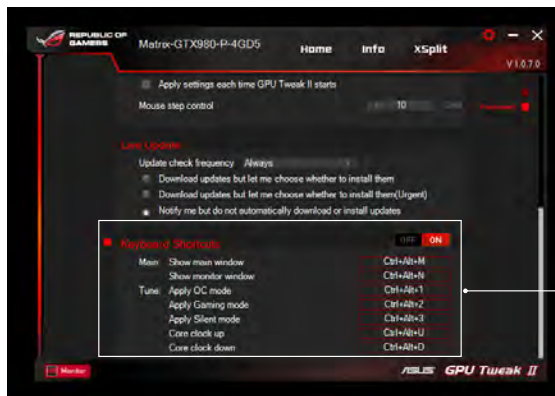 REPUBLIC OF
GAMERS
Matrix-GTX980-P-4GD5
Home Info XSplit
V1.0.7.0
Apply settings each time GPU Tweak II starts
Mouse step control 10
Live Update
Update check frequency Always
Download updates but let me choose whether to install them
Download updates but let me choose whether to install them(Urgent)
Notify me but do not automatically download or install updates
Keyboard Shortcuts OFF ON
Main: Show main window Ctrl+Alt+M
Show monitor window Ctrl+Alt+N
Tune: Apply OC mode Ctrl+Alt+1
Apply Gaming mode Ctrl+Alt+2
Apply Silent mode Ctrl+Alt+3
Core clock up Ctrl+Alt+U
Core clock down Ctrl+Alt+D
Monitor
ASUS GPU Tweak II